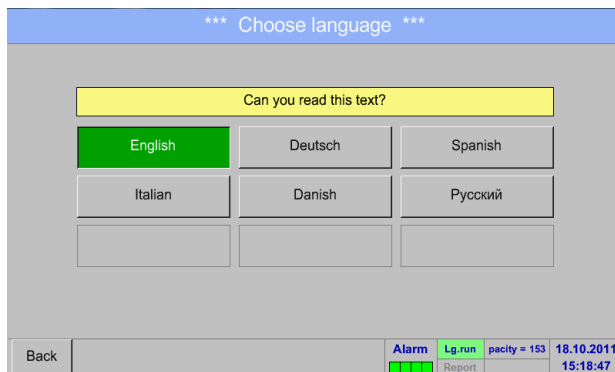 *** Choose language ***
Can you read this text?
English Deutsch Spanish
Italian Danish Русский
Back Alarm Lg.run pacity = 153 18.10.2011
Report 15:18:47